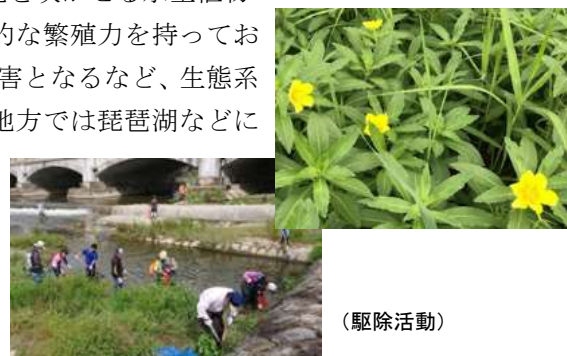 的な繁殖力を持ってお
害となるなど、生態系
地方では琵琶湖などに
（駆除活動）